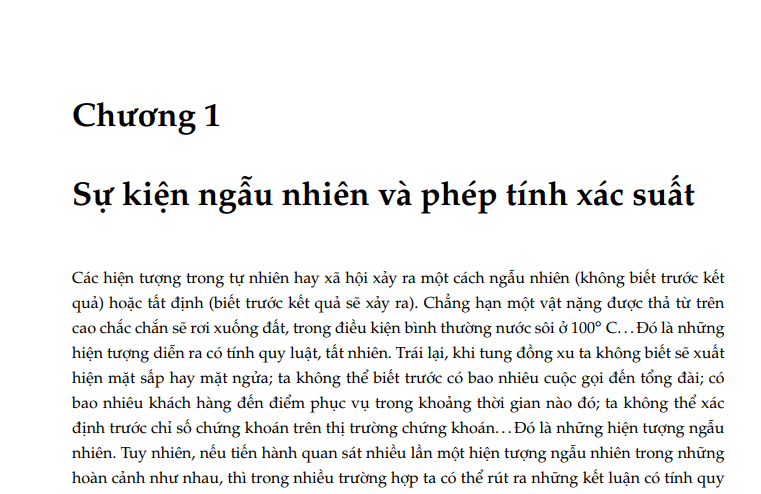 Chương 1
Sự kiện ngẫu nhiên và phép tính xác suất
Các hiện tượng trong tự nhiên hay xã hội xảy ra một cách ngẫu nhiên (không biết trước kết
quả) hoặc tất định (biết trước kết quả sẽ xảy ra). Chẳng hạn một vật nặng được thả từ trên
cao chắc chắn sẽ rơi xuống đất, trong điều kiện bình thường nước sôi ở 100° C...Đó là những
hiện tượng diễn ra có tính quy luật, tất nhiên. Trái lại, khi tung đồng xu ta không biết sẽ xuất
hiện mặt sấp hay mặt ngửa; ta không thể biết trước có bao nhiêu cuộc gọi đến tổng đài; có
bao nhiêu khách hàng đến điểm phục vụ trong khoảng thời gian nào đó; ta không thể xác
định trước chỉ số chứng khoán trên thị trường chứng khoán...Đó là những hiện tượng ngẫu
nhiên. Tuy nhiên, nếu tiến hành quan sát nhiều lần một hiện tượng ngẫu nhiên trong những
hoàn cảnh như nhau, thì trong nhiều trường hợp ta có thể rút ra những kết luận có tính quy